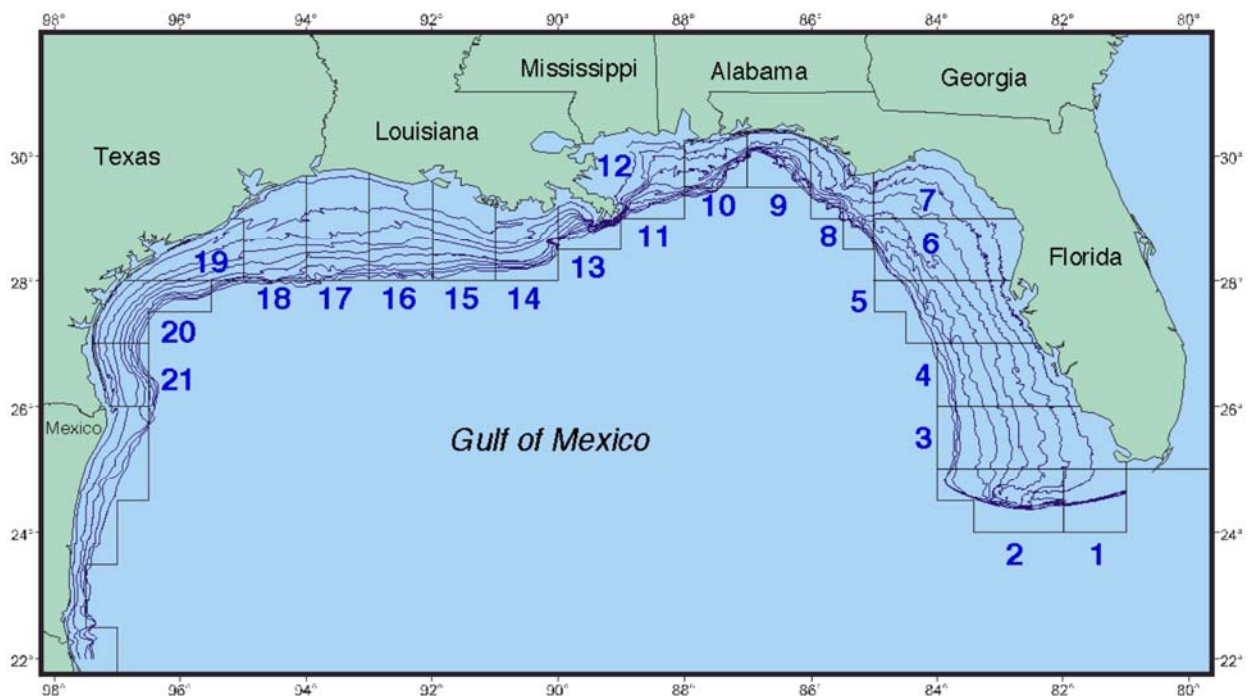 98° 96° 94° 92° 90° 88° 86° 84° 82° 80°
Mississippi Alabama Georgia
Louisiana
Texas
30° 12 30°
7
10 9
11 8 6
Florida
19 13
28° 28°
18 17 16 15 14 5
20
21 4
26° 26°
Mexico
Gulf of Mexico 3
24° 24°
2 1
22° 22°
98° 96° 94° 92° 90° 88° 86° 84° 82° 80°